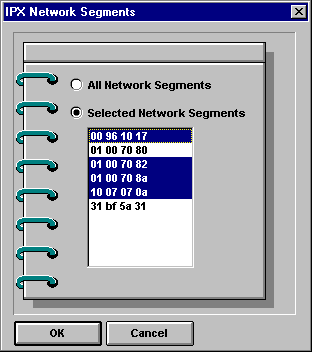 IPX Network Segments
All Network Segments
Selected Network Segments
00 96 10 17
01 00 70 80
01 00 70 82
01 00 70 8a
10 07 07 0a
31 bf 5a 31
OK
Cancel